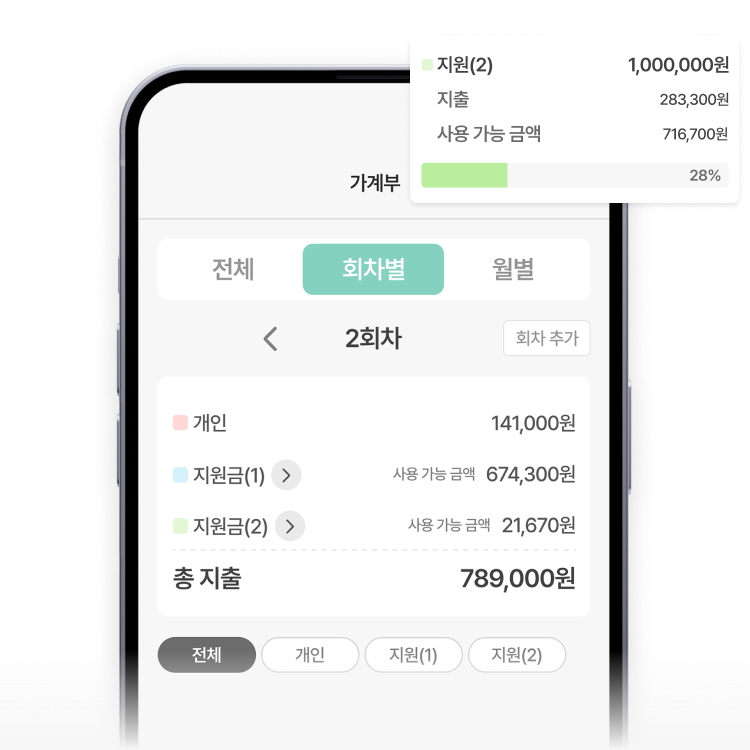 지원(2) 1,000,000원
지출 283,300원
사용 가능 금액 716,700원
28%
가계부
전체 회차별 월별
2회차 회차 추가
개인 141,000원
지원금(1) 사용 가능 금액 674,300원
지원금(2) 사용 가능 금액 21,670원
총 지출 789,000원
전체 개인 지원(1) 지원(2)